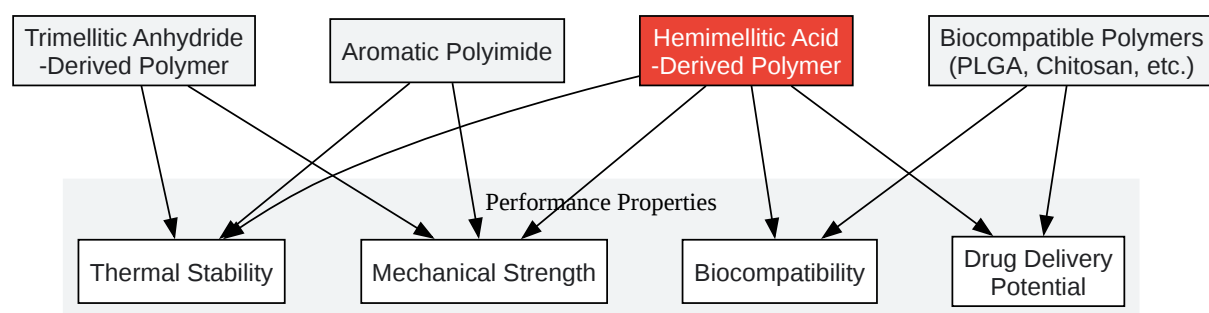 Trimellitic Anhydride
-Derived Polymer
Aromatic Polyimide
Hemimellitic Acid
-Derived Polymer
Biocompatible Polymers
(PLGA, Chitosan, etc.)
Performance Properties
Thermal Stability
Mechanical Strength
Biocompatibility
Drug Delivery
Potential